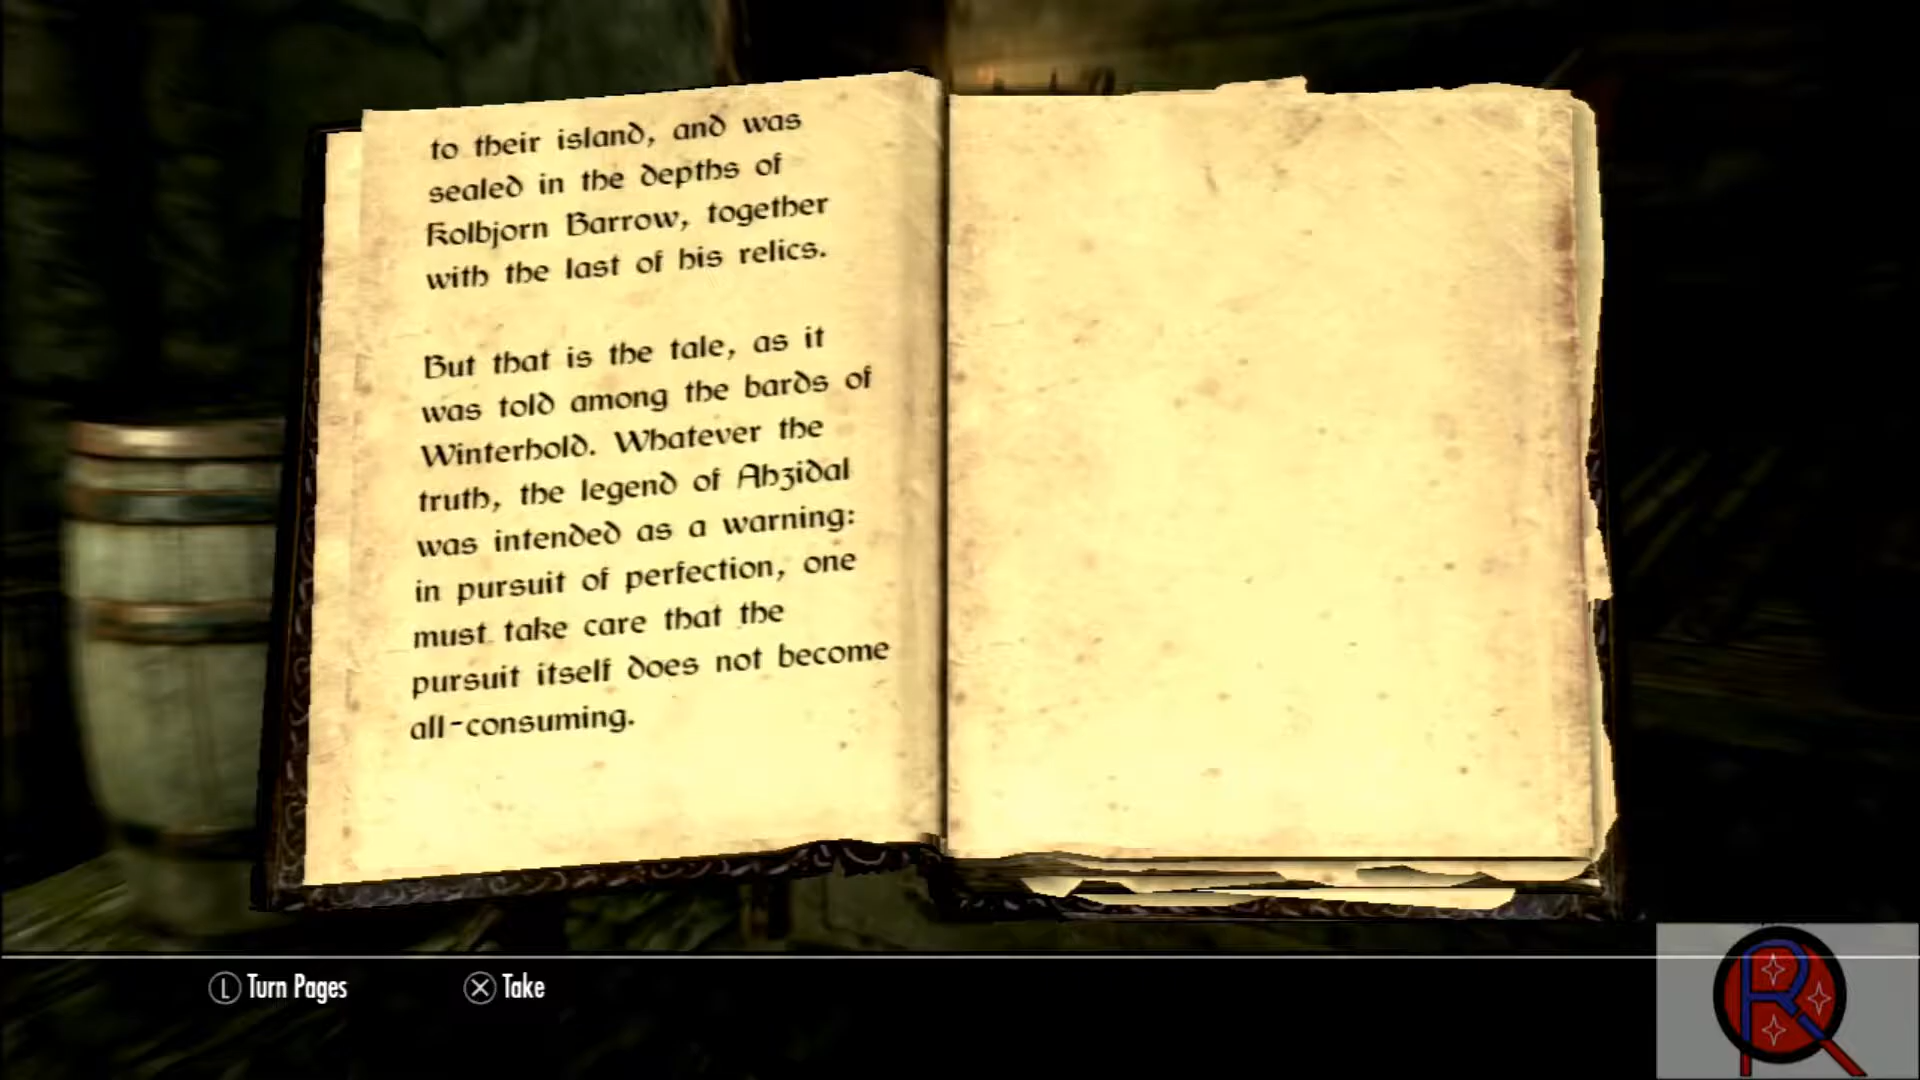 to their island, and was
sealed in the depths of
Kolbjorn Barrow, together
with the last of his relics.
But that is the tale, as it
was told among the bards of
Winterhold. Whatever the
truth, the legend of Ahzidal
was intended as a warning:
in pursuit of perfection, one
must take care that the
pursuit itself does not become
all-consuming.
L Turn Pages
X Take
R